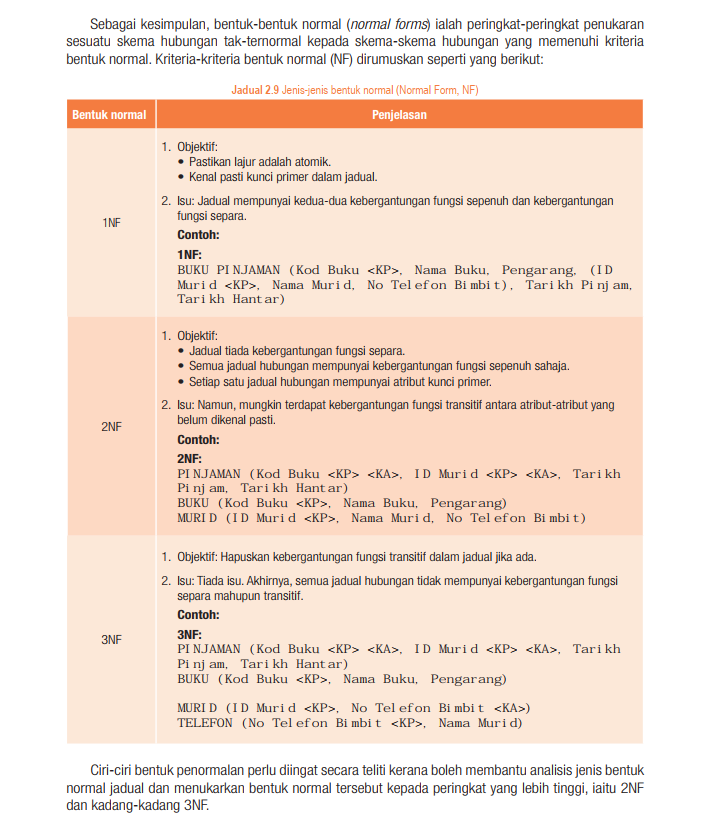 Sebagai kesimpulan, bentuk-bentuk normal (normal forms) ialah peringkat-peringkat penukaran
sesuatu skema hubungan tak-ternormal kepada skema-skema hubungan yang memenuhi kriteria
bentuk normal. Kriteria-kriteria bentuk normal (NF) dirumuskan seperti yang berikut:
Jadual 2.9 Jenis-jenis bentuk normal (Normal Form, NF)
Bentuk normal Penjelasan
1NF
1. Objektif:
• Pastikan lajur adalah atomik.
• Kenal pasti kunci primer dalam jadual.
2. Isu: Jadual mempunyai kedua-dua kebergantungan fungsi sepenuh dan kebergantungan
fungsi separa.
Contoh:
1NF:
BUKU PINJAMAN (Kod Buku <KP>, Nama Buku, Pengarang, (ID
Murid <KP>, Nama Murid, No Telefon Bimbit), Tarikh Pinjam,
Tarikh Hantar)
2NF
1. Objektif:
• Jadual tiada kebergantungan fungsi separa.
• Semua jadual hubungan mempunyai kebergantungan fungsi sepenuh sahaja.
• Setiap satu jadual hubungan mempunyai atribut kunci primer.
2. Isu: Namun, mungkin terdapat kebergantungan fungsi transitif antara atribut-atribut yang
belum dikenal pasti.
Contoh:
2NF:
PINJAMAN (Kod Buku <KP> <KA>, ID Murid <KP> <KA>, Tarikh
Pinjam, Tarikh Hantar)
BUKU (Kod Buku <KP>, Nama Buku, Pengarang)
MURID (ID Murid <KP>, Nama Murid, No Telefon Bimbit)
3NF
1. Objektif: Hapuskan kebergantungan fungsi transitif dalam jadual jika ada.
2. Isu: Tiada isu. Akhirnya, semua jadual hubungan tidak mempunyai kebergantungan fungsi
separa mahupun transitif.
Contoh:
3NF:
PINJAMAN (Kod Buku <KP> <KA>, ID Murid <KP> <KA>, Tarikh
Pinjam, Tarikh Hantar)
BUKU (Kod Buku <KP>, Nama Buku, Pengarang)
MURID (ID Murid <KP>, No Telefon Bimbit <KA>)
TELEFON (No Telefon Bimbit <KP>, Nama Murid)
Ciri-ciri bentuk penormalan perlu diingat secara teliti kerana boleh membantu analisis jenis bentuk
normal jadual dan menukarkan bentuk normal tersebut kepada peringkat yang lebih tinggi, iaitu 2NF
dan kadang-kadang 3NF.